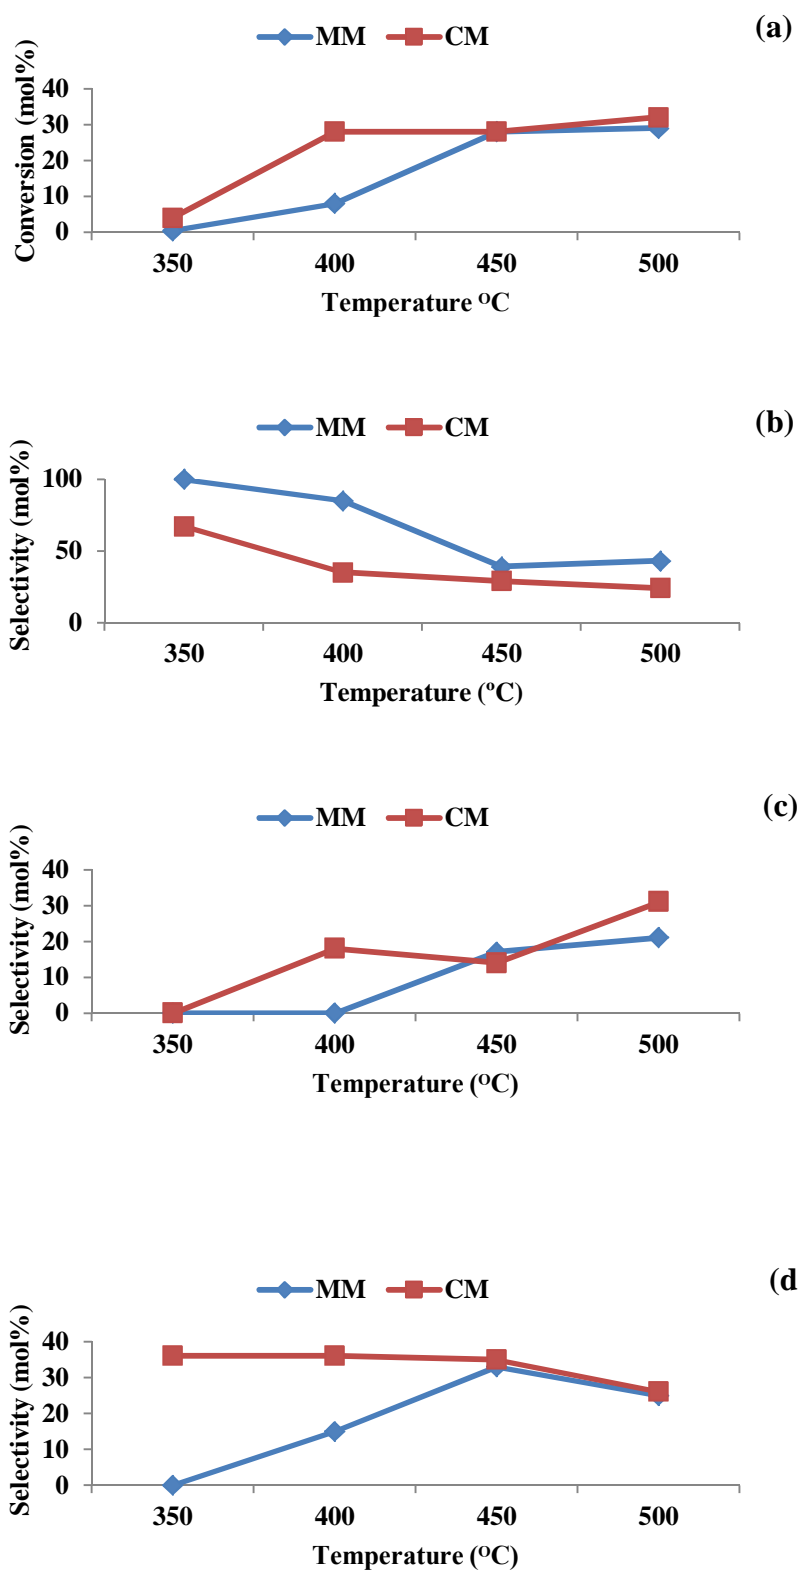 (a)
MM CM
Conversion (mol%)
40
30
20
10
0
350 400 450 500
Temperature ᴼC
(b)
MM CM
Selectivity (mol%)
100
50
0
350 400 450 500
Temperature (ºC)
(c)
MM CM
Selectivity (mol%)
40
30
20
10
0
350 400 450 500
Temperature (ᴼC)
(d
MM CM
Selectivity (mol%)
40
30
20
10
0
350 400 450 500
Temperature (ᴼC)